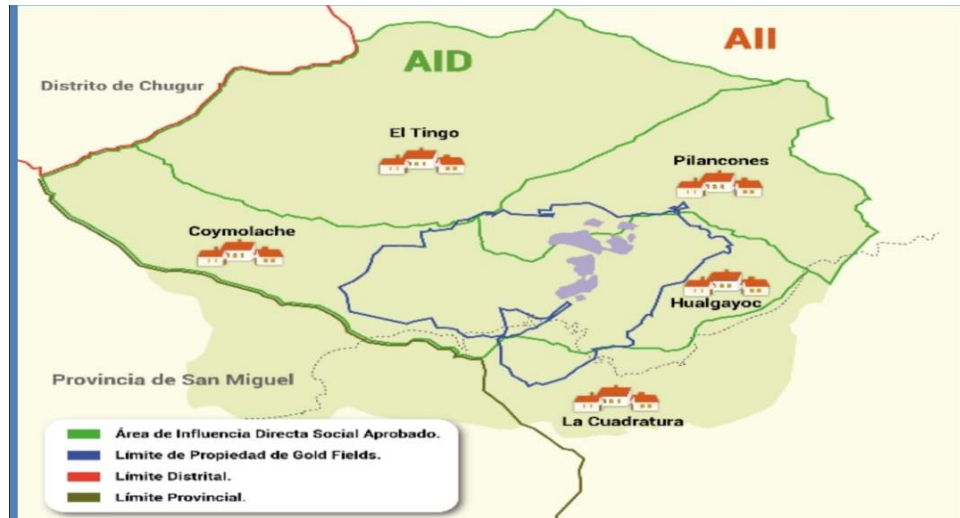 AII
AID
Distrito de Chugur
El Tingo
Pilancones
Coymolache
Hualgayoc
Provincia de San Miguel
La Cuadratura
Área de Influencia Directa Social Aprobado.
Límite de Propiedad de Gold Fields.
Límite Distrital.
Límite Provincial.